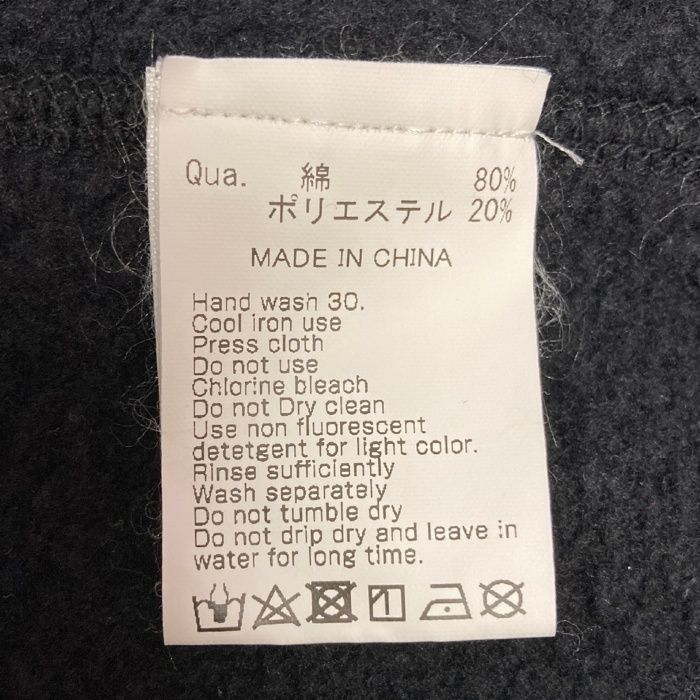 Qua. 綿 80%
ポリエステル 20%
MADE IN CHINA
Hand wash 30.
Cool iron use
Press cloth
Do not use
Chlorine bleach
Do not Dry clean
Use non fluorescent
detetgent for light color.
Rinse sufficiently
Wash separately
Do not tumble dry
Do not drip dry and leave in
water for long time.